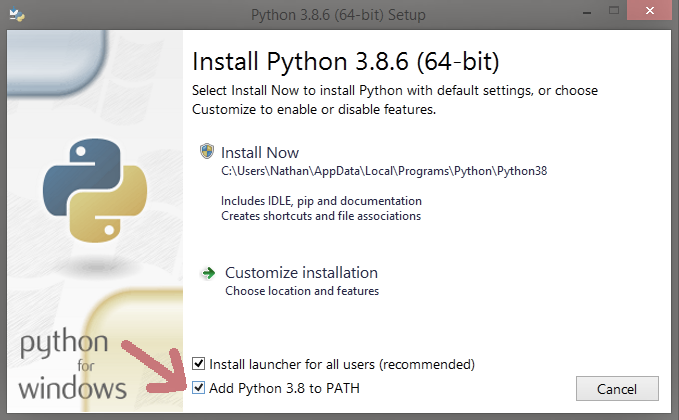 Python 3.8.6 (64-bit) Setup
Install Python 3.8.6 (64-bit)
Select Install Now to install Python with default settings, or choose
Customize to enable or disable features.
Install Now
C:\Users\Nathan\AppData\Local\Programs\Python\Python38
Includes IDLE, pip and documentation
Creates shortcuts and file associations
Customize installation
Choose location and features
python
for
windows
Install launcher for all users (recommended)
Add Python 3.8 to PATH
Cancel